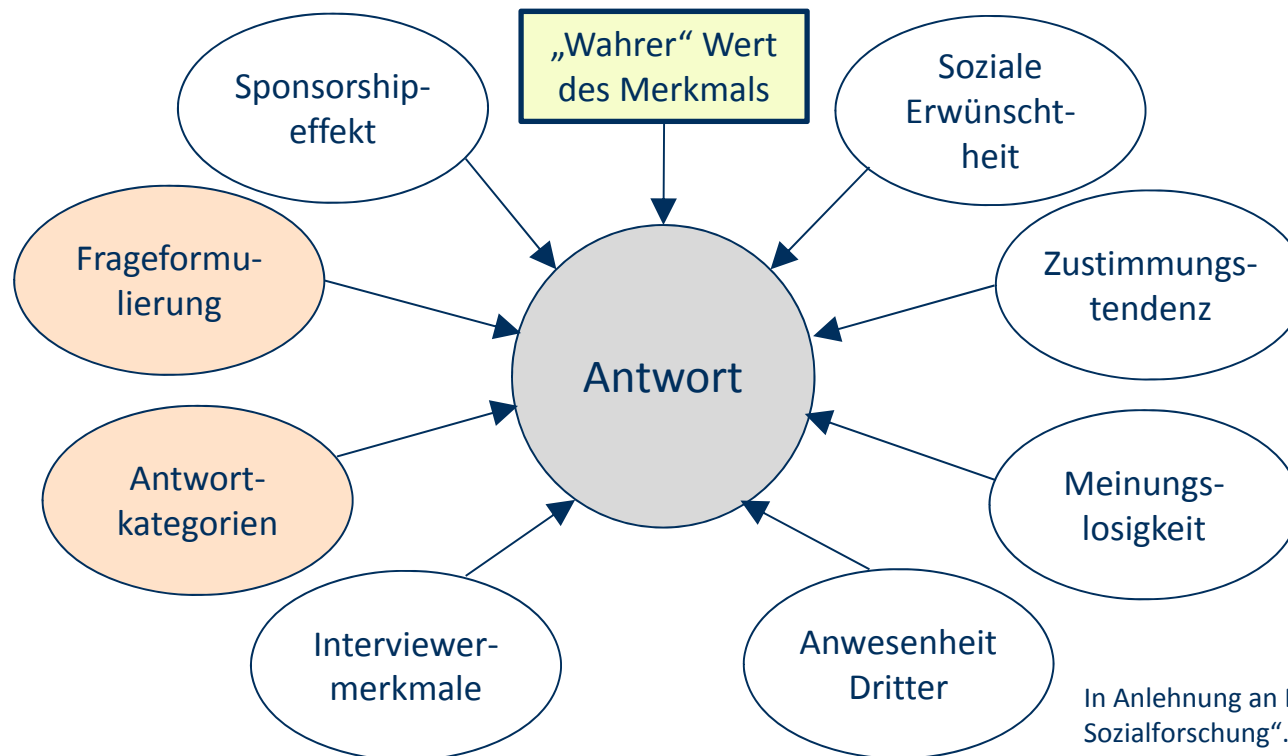 „Wahrer“ Wert
des Merkmals
Sponsorship-
effekt
Soziale
Erwünscht-
heit
Frageformu-
lierung
Zustimmungs-
tendenz
Antwort
Antwort-
kategorien
Meinungs-
losigkeit
Interviewer-
merkmale
Anwesenheit
Dritter
In Anlehnung an
Sozialforschung“.